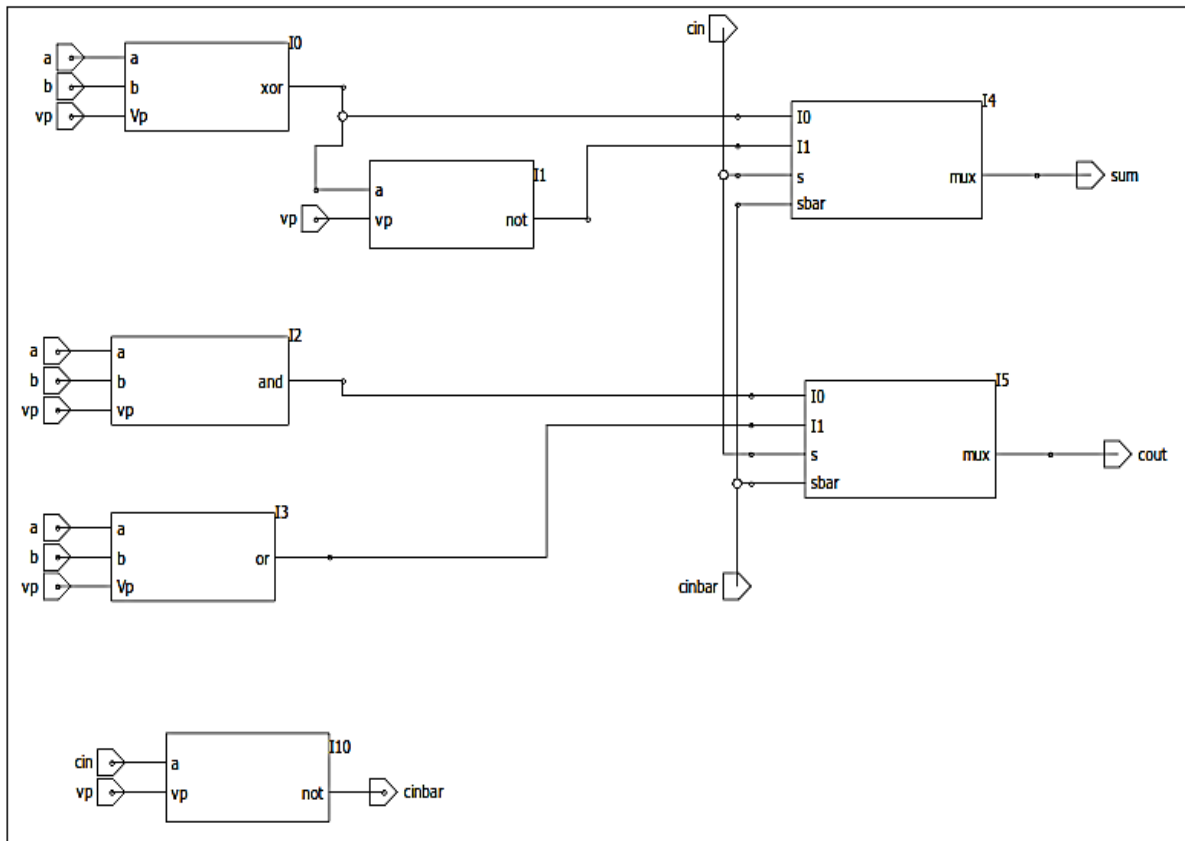 cin
I0
a a
b b xor
vp Vp
I4
I0
I1
s mux sum
sbar
I1
a
vp vp not
I2
a a
b b and
vp vp
I5
I0
I1
s mux cout
sbar
I3
a a
b b or
vp Vp
cinbar
I10
cin a
vp vp not cinbar